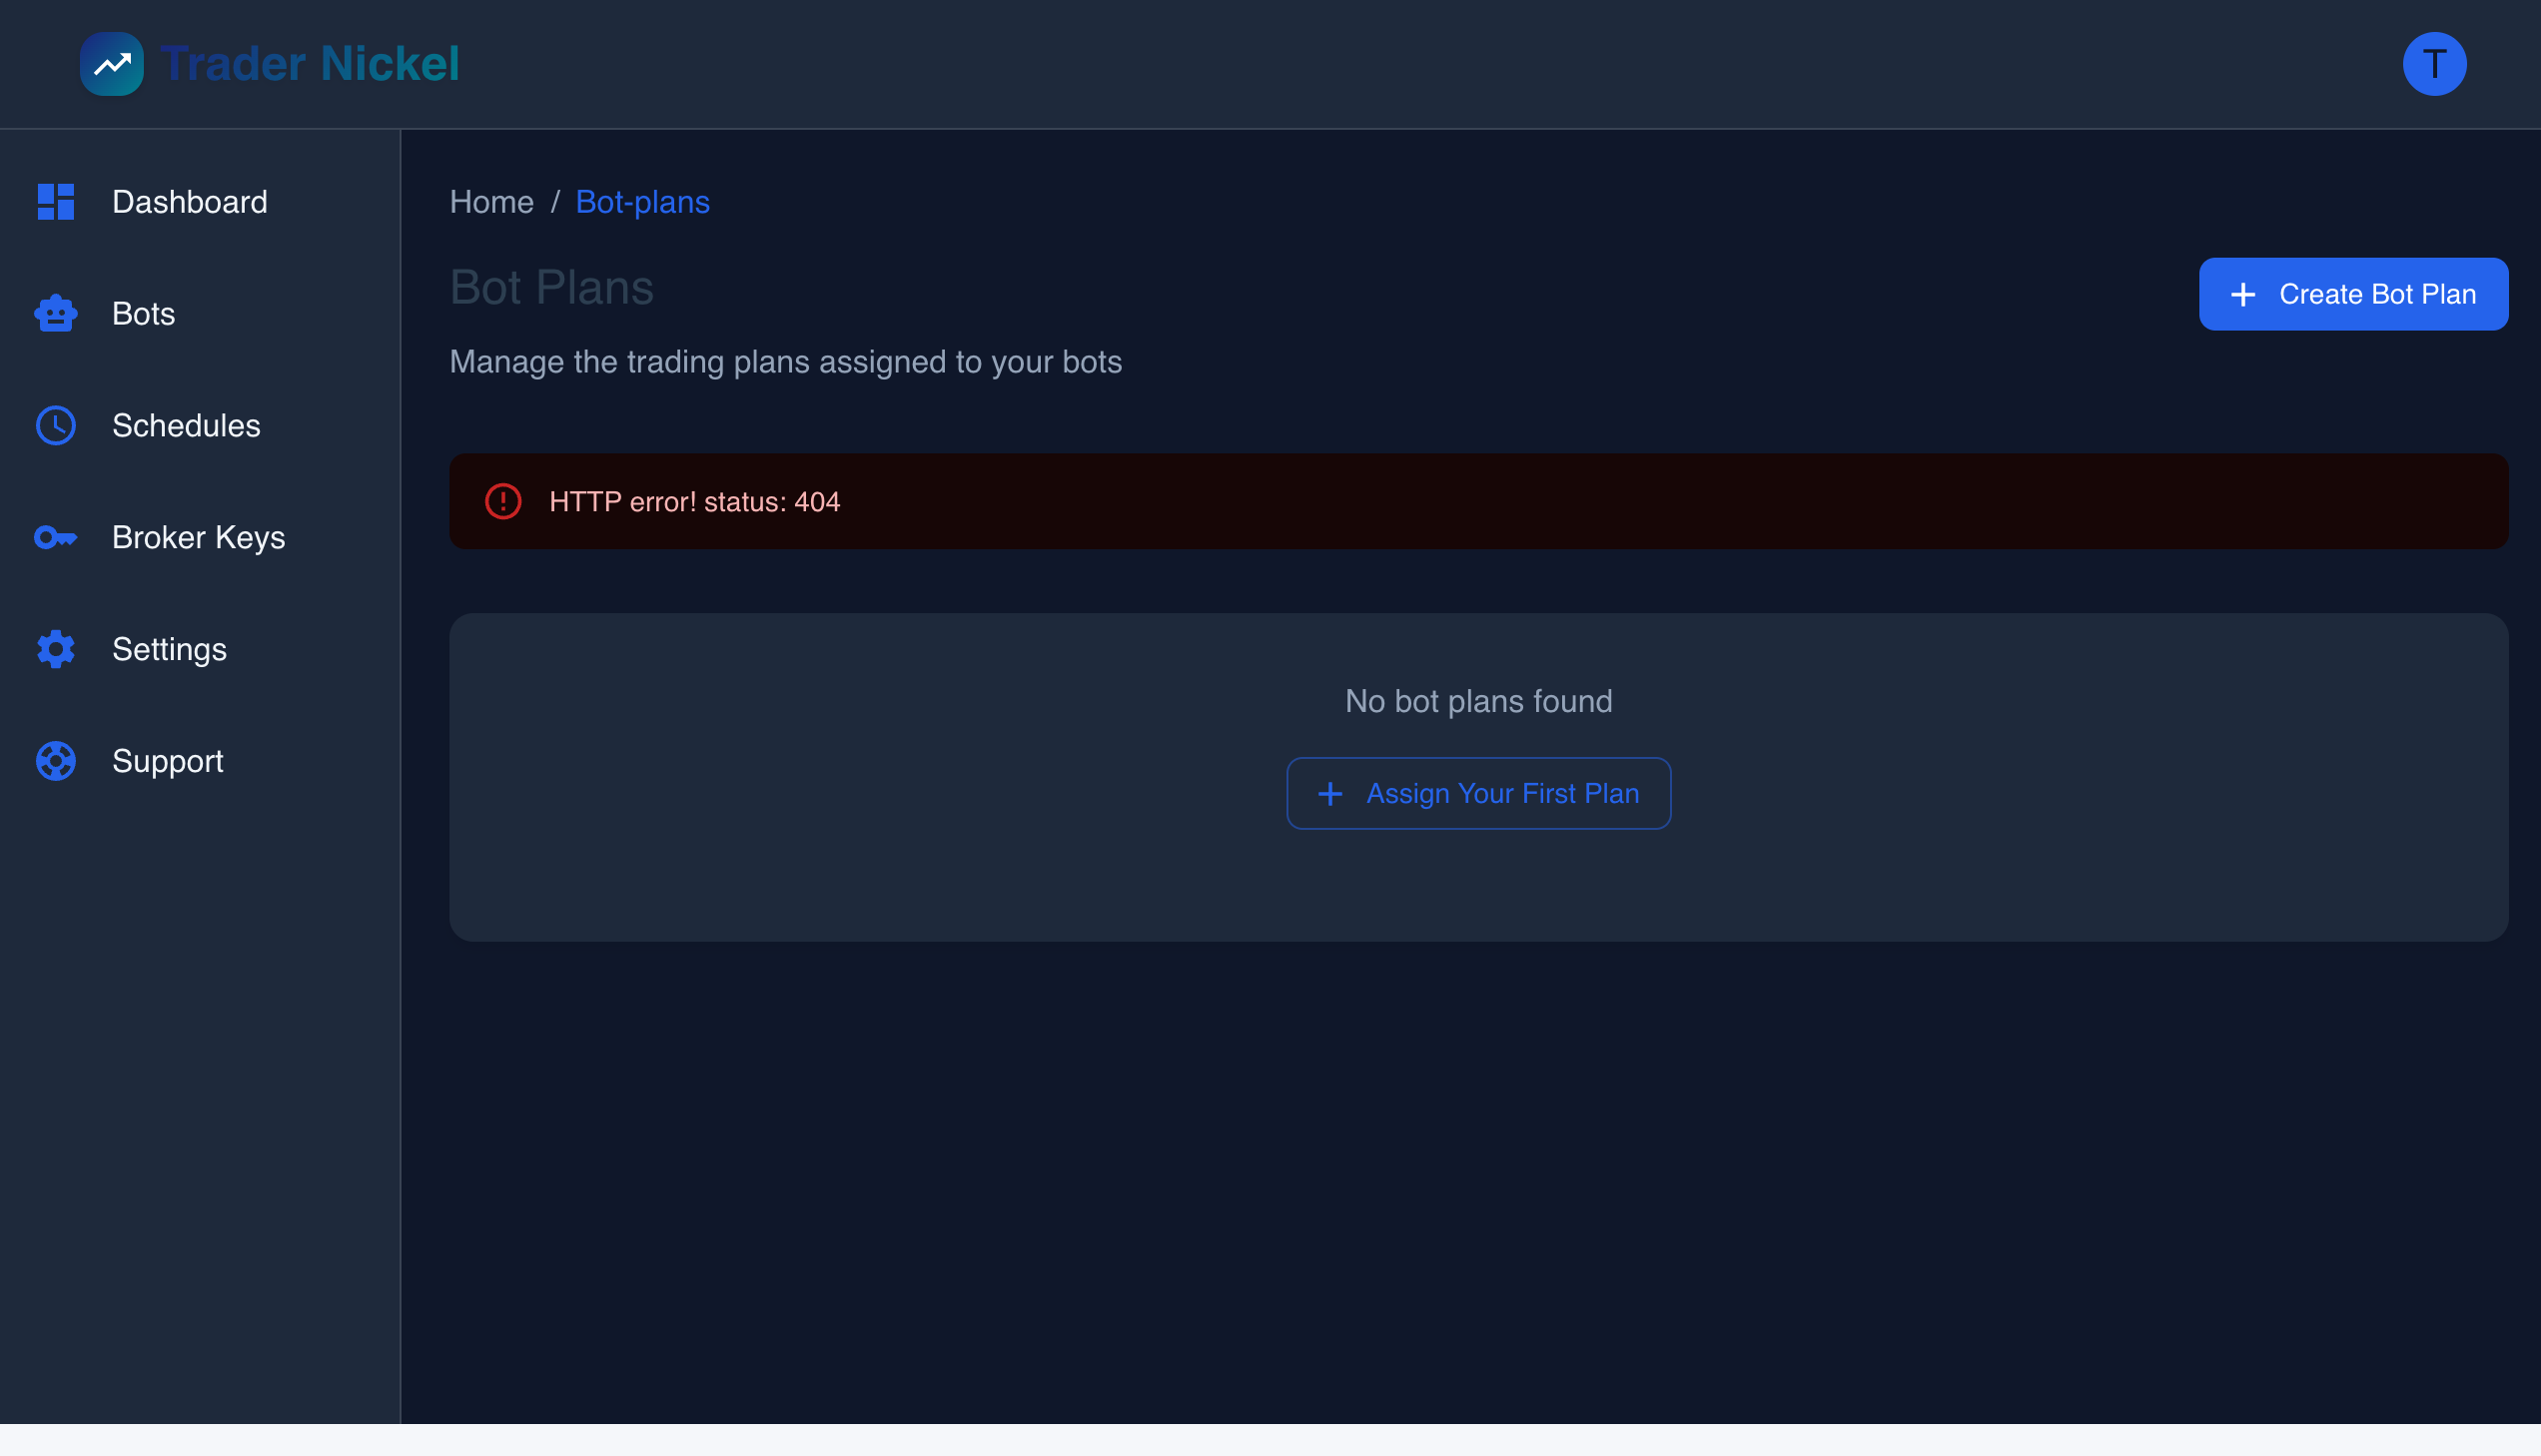 Trader Nickel
T
Dashboard
Bots
Schedules
Broker Keys
Settings
Support
Home / Bot-plans
Bot Plans
Create Bot Plan
Manage the trading plans assigned to your bots
HTTP error! status: 404
No bot plans found
Assign Your First Plan